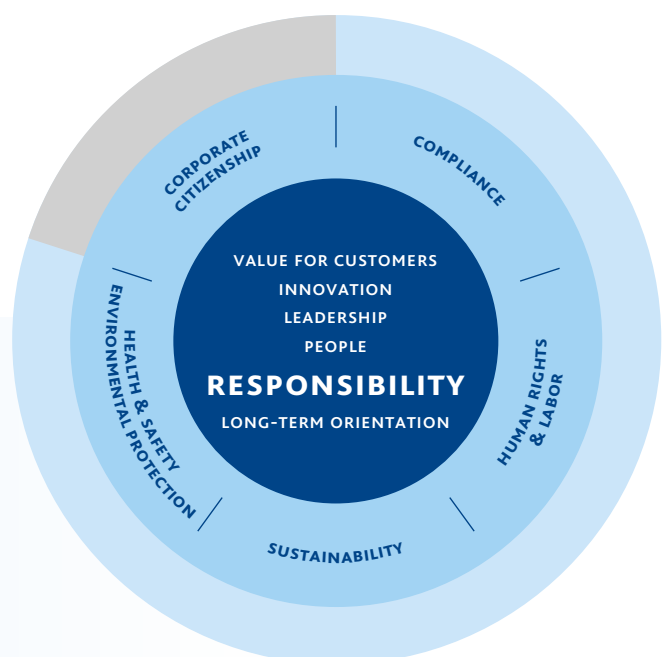 CORPORATE
CITIZENSHIP
COMPLIANCE
VALUE FOR CUSTOMERS
INNOVATION
LEADERSHIP
PEOPLE
RESPONSIBILITY
LONG-TERM ORIENTATION
HEALTH & SAFETY
ENVIRONMENTAL PROTECTION
HUMAN RIGHTS
& LABOR
SUSTAINABILITY